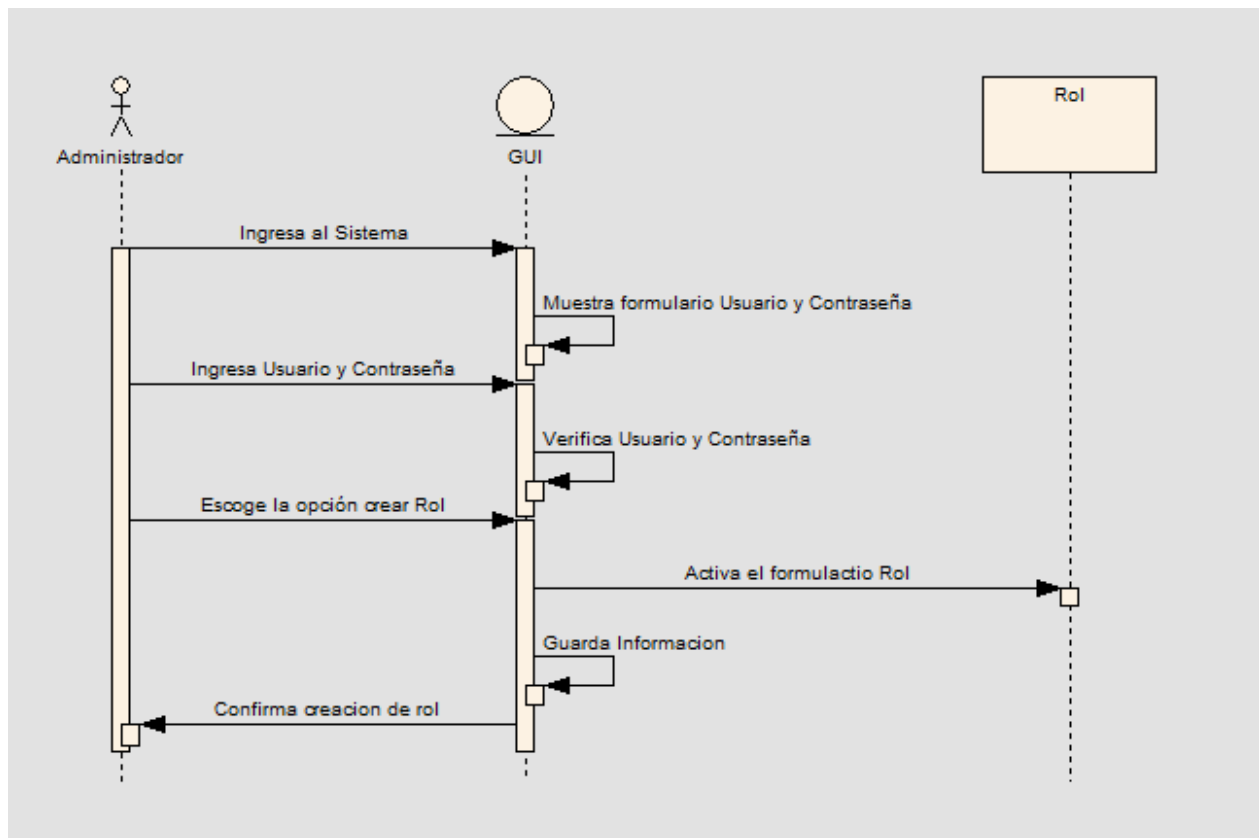 Rol
Administrador
GUI
Ingresa al Sistema
Muestra formulario Usuario y Contraseña
Ingresa Usuario y Contraseña
Verifica Usuario y Contraseña
Escoge la opción crear Rol
Activa el formulactio Rol
Guarda Informacion
Confirma creacion de rol